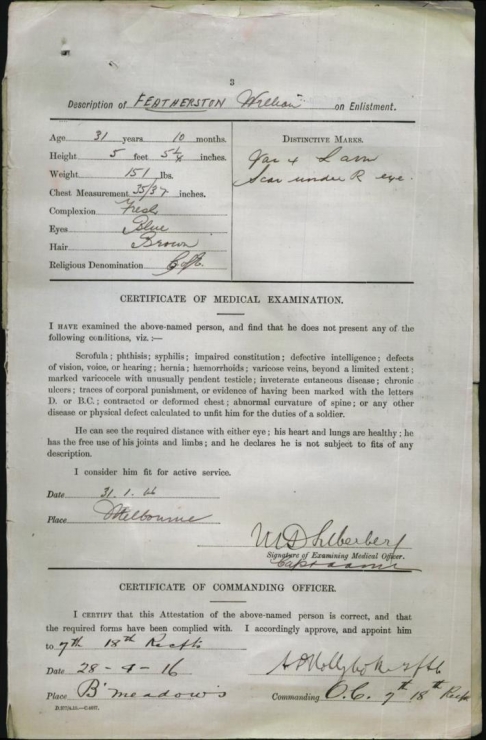 3
Description of FEATHERSTON William on Enlistment.
Age 31 years 10 months.
Height 5 feet 5 1/8 inches.
Weight 151 lbs.
Chest Measurement 35/37 inches.
Complexion Fresh
Eyes Blue
Hair Brown
Religious Denomination C of E.
DISTINCTIVE MARKS.
Scar under R eye.
CERTIFICATE OF MEDICAL EXAMINATION.
I HAVE examined the above-named person, and find that he does not present any of the
following conditions, viz. :—
Scrofula; phthisis; syphilis; impaired constitution; defective intelligence; defects
of vision, voice, or hearing; hernia; hæmorrhoids; varicose veins, beyond a limited extent;
marked varicocele with unusually pendent testicle; inveterate cutaneous disease; chronic
ulcers; traces of corporal punishment, or evidence of having been marked with the letters
D. or B.C.; contracted or deformed chest; abnormal curvature of spine; or any other
disease or physical defect calculated to unfit him for the duties of a soldier.
He can see the required distance with either eye; his heart and lungs are healthy; he
has the free use of his joints and limbs; and he declares he is not subject to fits of any
description.
I consider him fit for active service.
Date 31. 1. 16
Place Melbourne
Signature of Examining Medical Officer.
CERTIFICATE OF COMMANDING OFFICER.
I CERTIFY that this Attestation of the above-named person is correct, and that
the required forms have been complied with. I accordingly approve, and appoint him
to 7th 18th Reefts
Date 28-4-16
Place B'meadows
Commanding O.C. 7th 18th